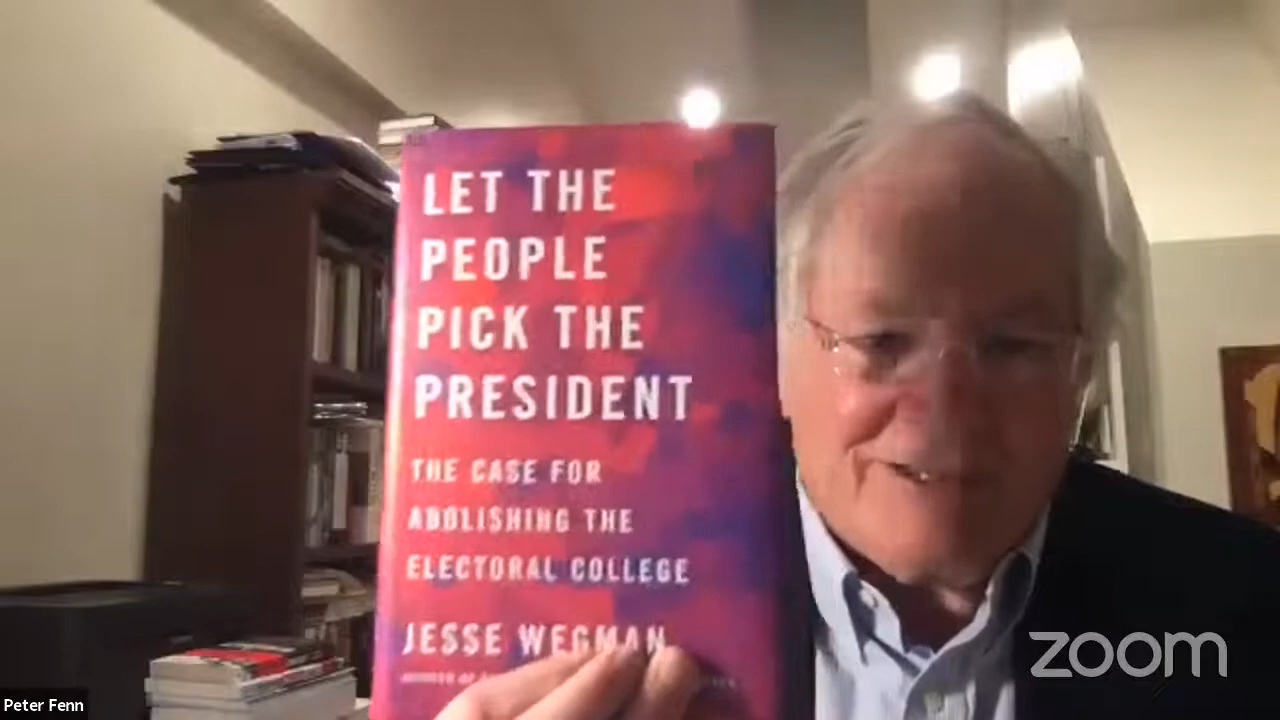 LET THE
PEOPLE
PICK THE
PRESIDENT
THE CASE FOR
ABOLISHING THE
ELECTORAL COLLEGE
JESSE WEGMAN
zoom
Peter Fenn